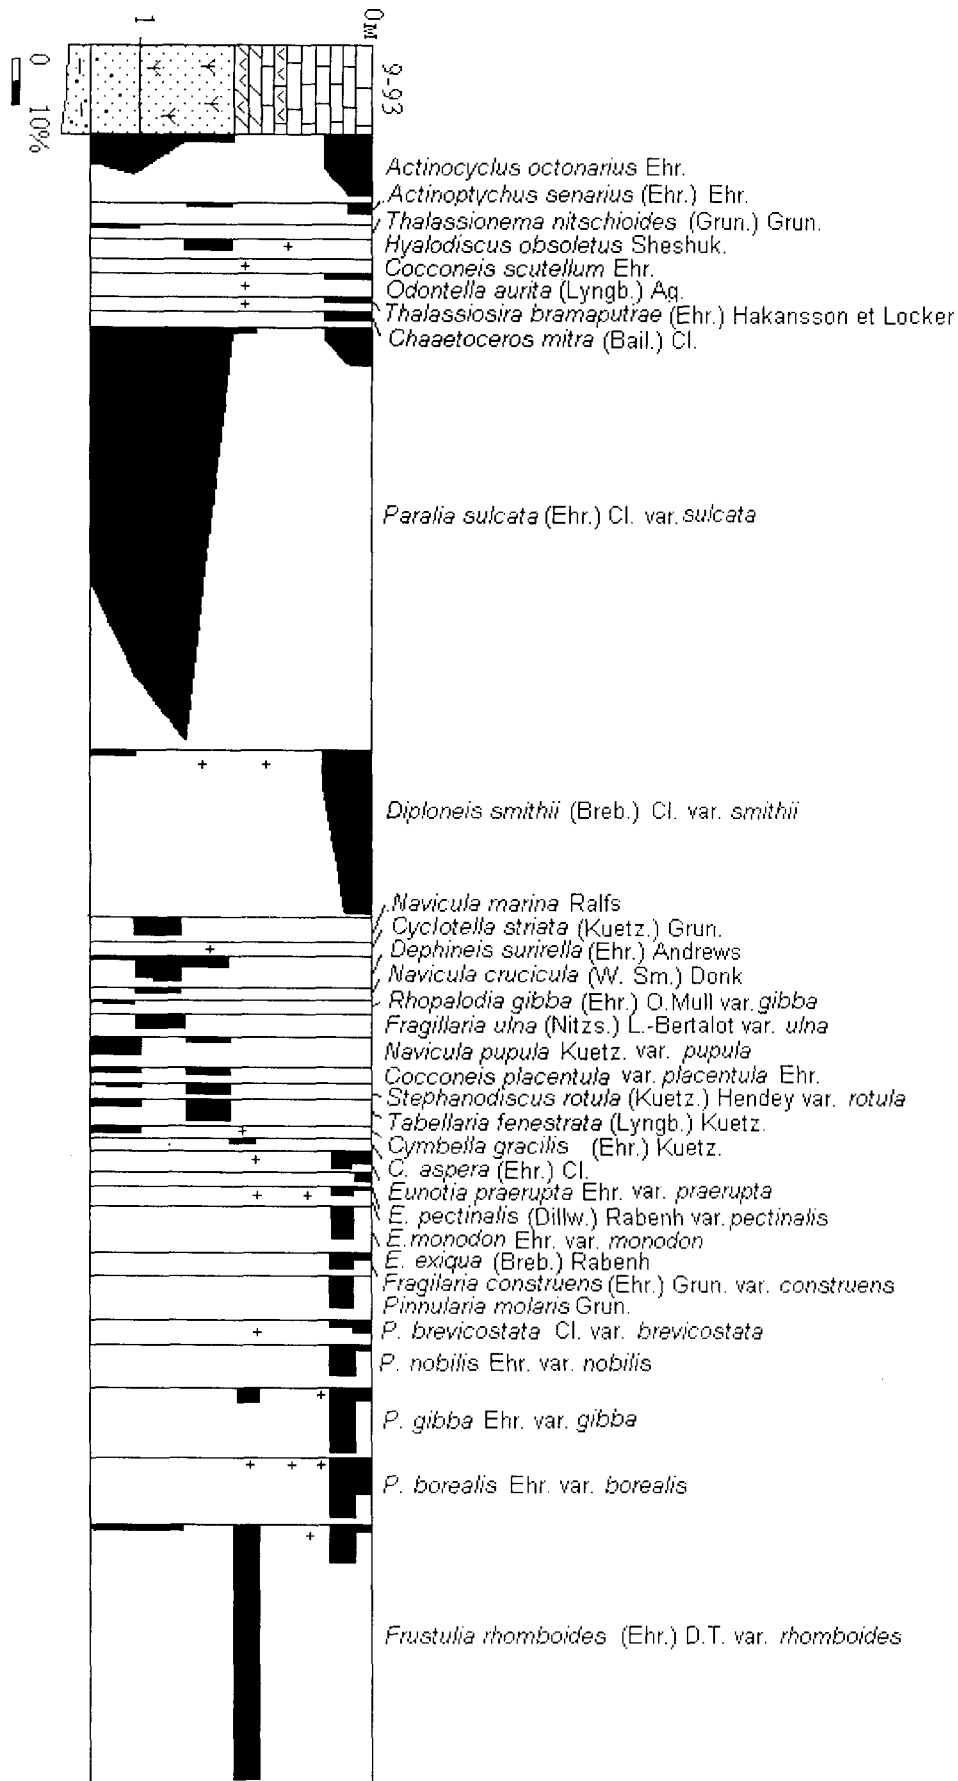 0м
1
9-93
0 10%
Actinocyclus octonarius Ehr.
Actinoptychus senarius (Ehr.) Ehr.
Thalassionema nitschioides (Grun.) Grun.
Hyalodiscus obsoletus Sheshuk.
Cocconeis scutellum Ehr.
Odontella aurita (Lyngb.) Ag.
Thalassiosira bramaputrae (Ehr.) Hakansson et Locker
Chaaetoceros mitra (Bail.) Cl.
Paralia sulcata (Ehr.) Cl. var. sulcata
Diploneis smithii (Breb.) Cl. var. smithii
Navicula marina Ralfs
Cyclotella striata (Kuetz.) Grun.
Dephineis surirella (Ehr.) Andrews
Navicula crucicula (W. Sm.) Donk
Rhopalodia gibba (Ehr.) O.Mull var. gibba
Fragillaria ulna (Nitzs.) L.-Bertalot var. ulna
Navicula pupula Kuetz. var. pupula
Cocconeis placentula var. placentula Ehr.
Stephanodiscus rotula (Kuetz.) Hendey var. rotula
Tabellaria fenestrata (Lyngb.) Kuetz.
Cymbella gracilis (Ehr.) Kuetz.
C. aspera (Ehr.) Cl.
Eunotia praerupta Ehr. var. praerupta
E. pectinalis (Dillw.) Rabenh var. pectinalis
E. monodon Ehr. var. monodon
E. exiqua (Breb.) Rabenh
Fragilaria construens (Ehr.) Grun. var. construens
Pinnularia molaris Grun.
P. brevicostata Cl. var. brevicostata
P. nobilis Ehr. var. nobilis
P. gibba Ehr. var. gibba
P. borealis Ehr. var. borealis
Frustulia rhomboides (Ehr.) D.T. var. rhomboides